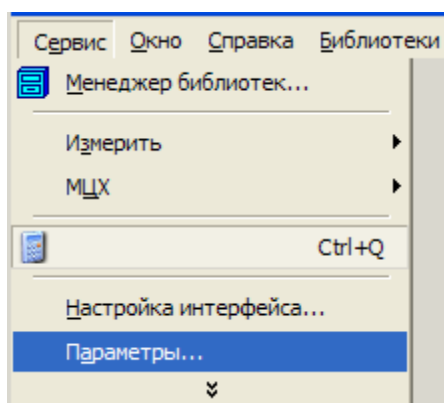 Сервис Окно Справка Библиотеки
Менеджер библиотек...
Измерить
МЦХ
Ctrl+Q
Настройка интерфейса...
Параметры...